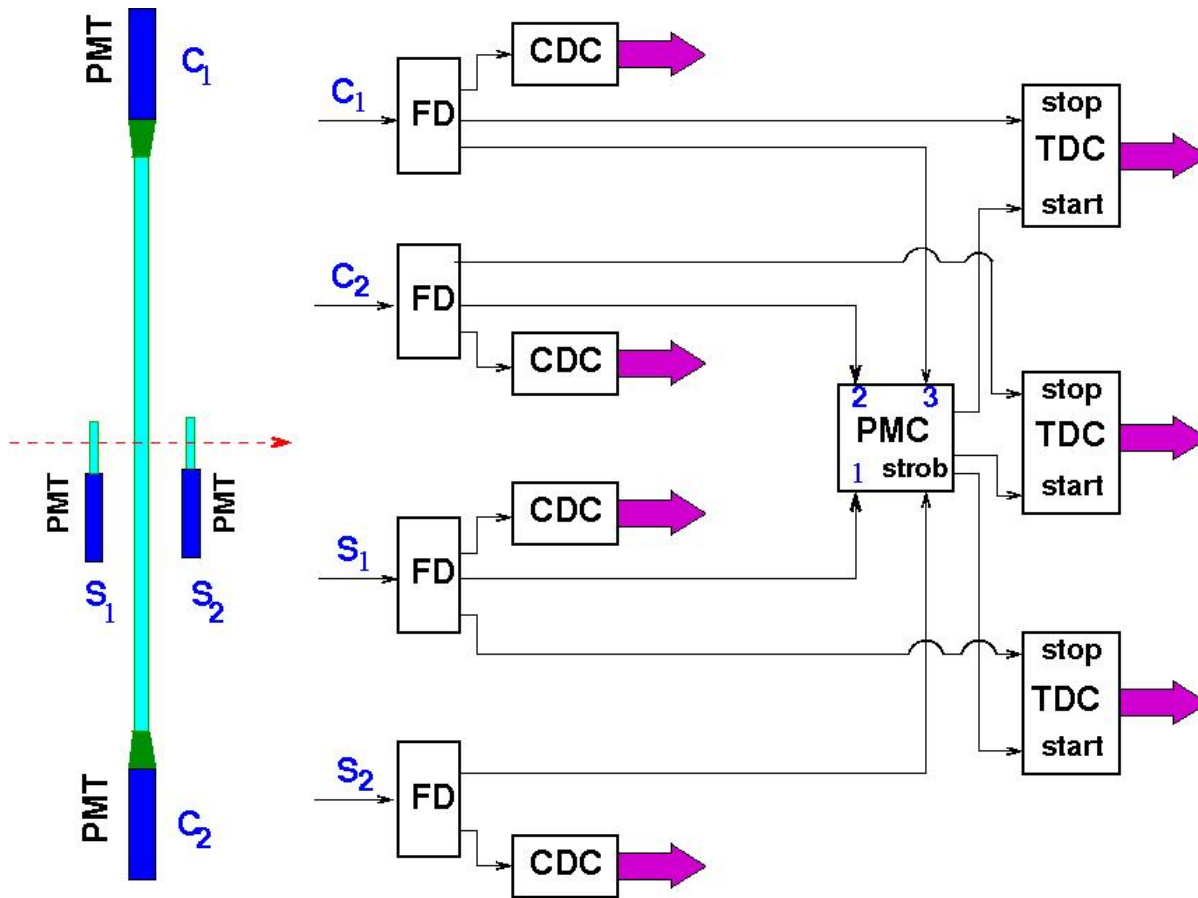 PMT
C1
PMT
PMT
S1
S2
PMT
C2
C1
FD
CDC
stop
TDC
start
C2
FD
CDC
2 3
PMC
1 strob
stop
TDC
start
S1
FD
CDC
stop
TDC
start
S2
FD
CDC